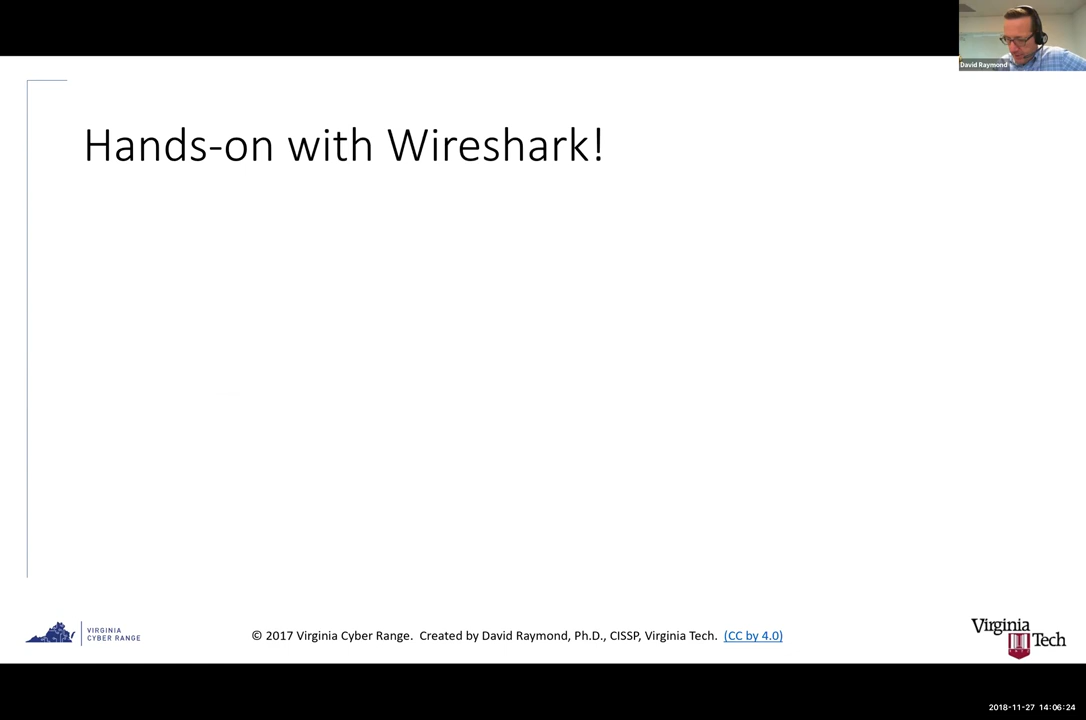 David Raymond
Hands-on with Wireshark!
VIRGINIA
CYBER RANGE
© 2017 Virginia Cyber Range. Created by David Raymond, Ph.D., CISSP, Virginia Tech. (CC by 4.0)
Virginia
Tech
2018-11-27 14:06:24